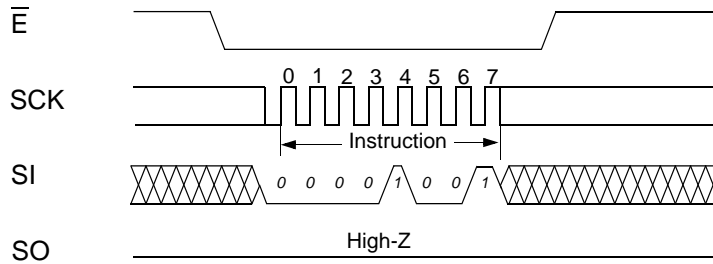 E
0 1 2 3 4 5 6 7
SCK
Instruction
SI
0 0 0 0 1 0 0 1
High-Z
SO